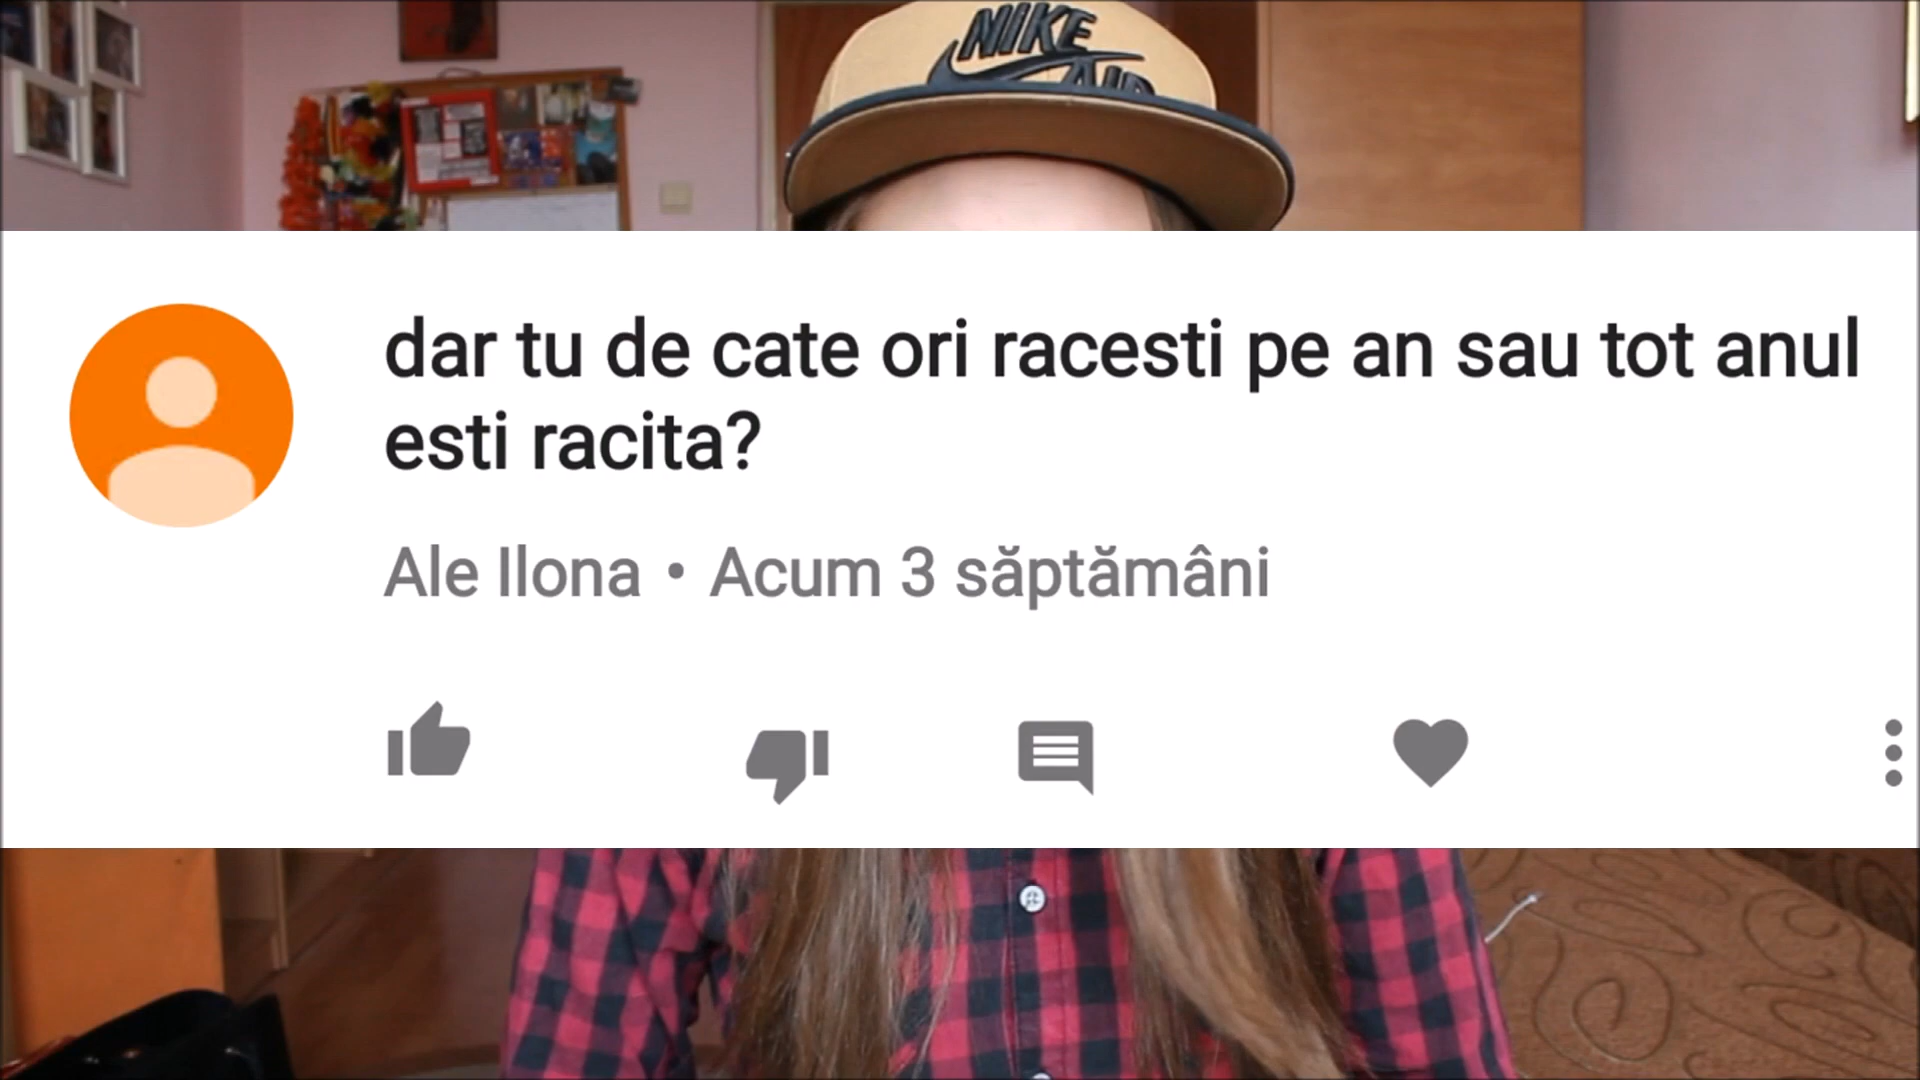 NIKE
AIR
dar tu de cate ori racesti pe an sau tot anul
esti racita?
Ale Ilona • Acum 3 săptămâni